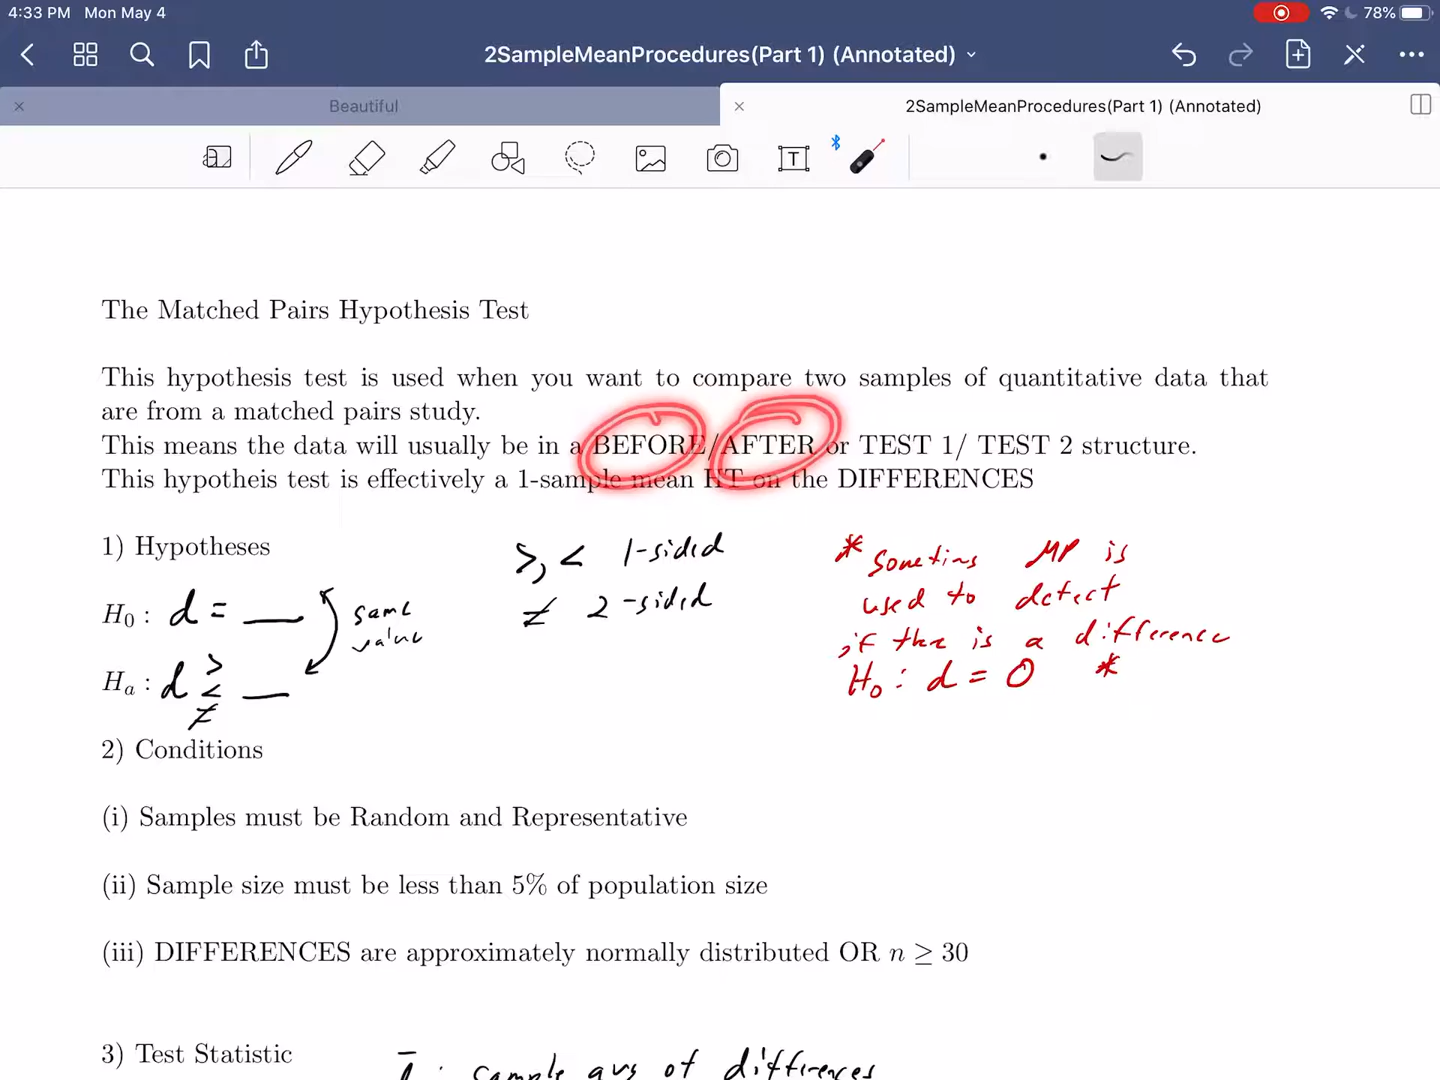 4:33 PM Mon May 4
78%
2SampleMeanProcedures(Part 1) (Annotated)
Beautiful
2SampleMeanProcedures(Part 1) (Annotated)
T
The Matched Pairs Hypothesis Test
This hypothesis test is used when you want to compare two samples of quantitative data that
are from a matched pairs study.
This means the data will usually be in a BEFORE/AFTER or TEST 1/ TEST 2 structure.
This hypotheis test is effectively a 1-sample mean HT on the DIFFERENCES
1) Hypotheses
>, < 1-sided
≠ 2-sided
H₀ : d = __
same
value
Hₐ : d > < ≠ __
* Sometims MP is
used to detect
if ther is a difference
H₀ : d = 0 *
2) Conditions
(i) Samples must be Random and Representative
(ii) Sample size must be less than 5% of population size
(iii) DIFFERENCES are approximately normally distributed OR n ≥ 30
3) Test Statistic
: sample avg of differences